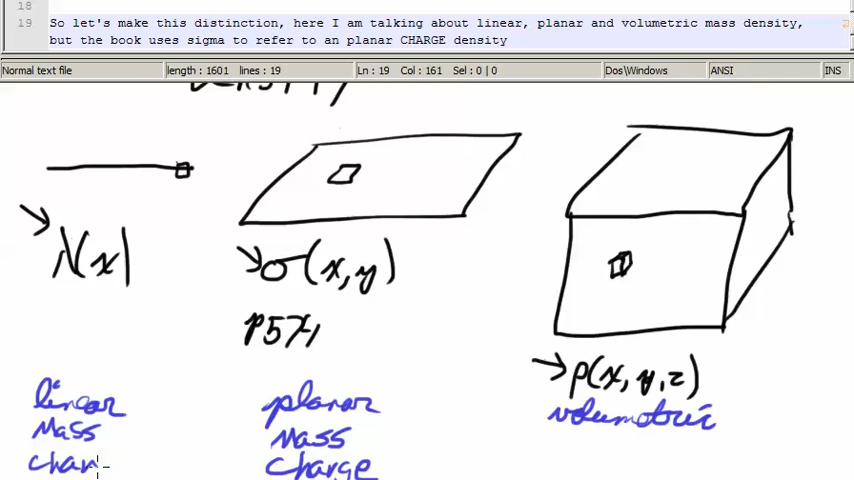 18
19 So let's make this distinction, here I am talking about linear, planar and volumetric mass density,
but the book uses sigma to refer to an planar CHARGE density
Normal text file length : 1601 lines : 19 Ln : 19 Col : 161 Sel : 0 | 0 Dos\Windows ANSI INS
density
λ(x)
σ(x,y)
ρ(x,y,z)
linear
Mass
char
planar
Mass
Charge
volumetric